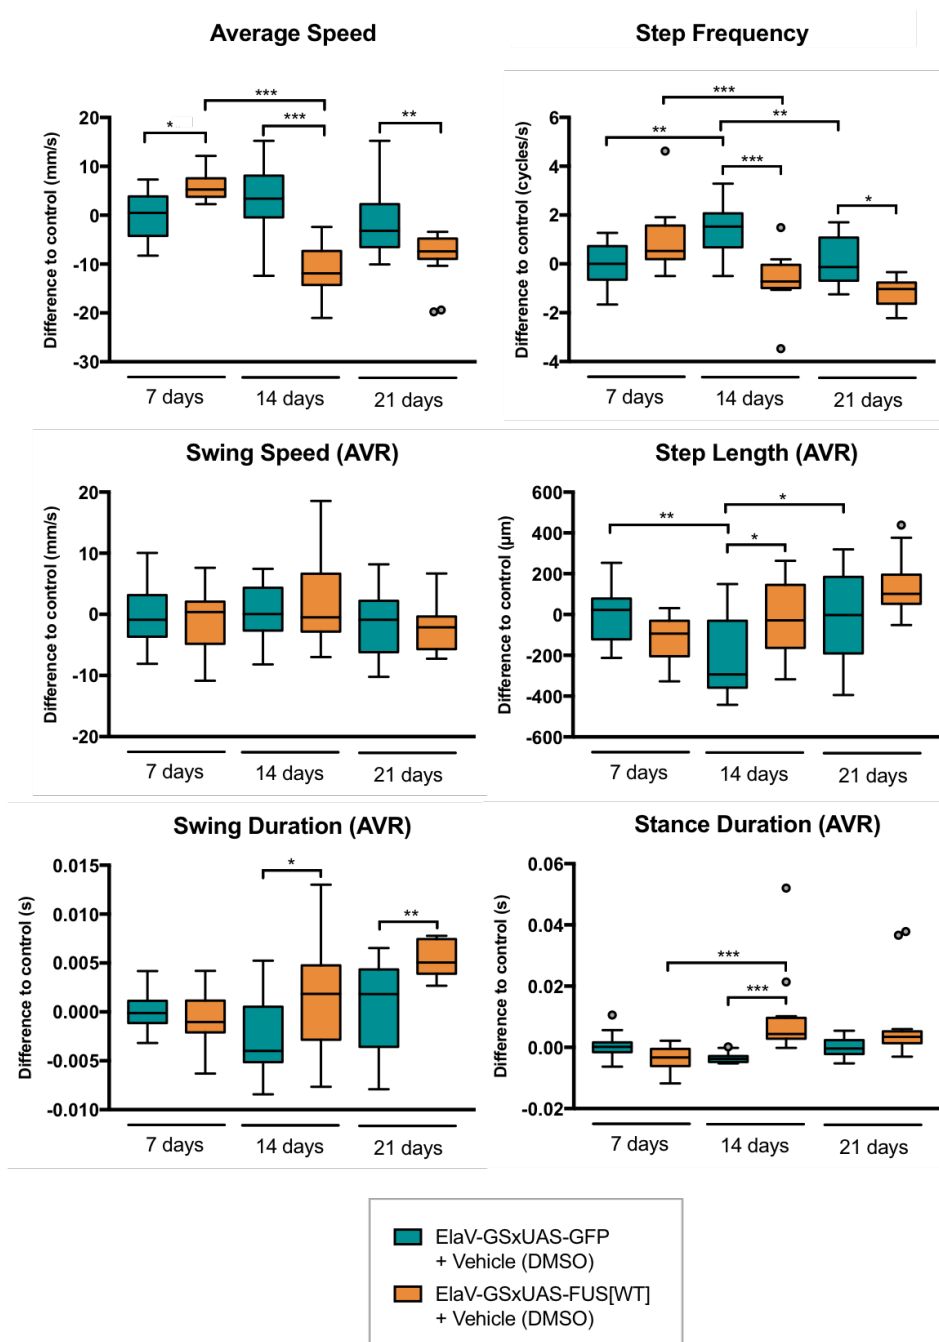 Average Speed
Step Frequency
Difference to control (mm/s)
20
10
0
-10
-20
-30
*
***
***
**
7 days
14 days
21 days
Difference to control (cycles/s)
6
4
2
0
-2
-4
**
***
**
***
*
7 days
14 days
21 days
Swing Speed (AVR)
Step Length (AVR)
Difference to control (mm/s)
20
10
0
-10
-20
7 days
14 days
21 days
Difference to control (µm)
600
400
200
0
-200
-400
-600
**
*
*
7 days
14 days
21 days
Swing Duration (AVR)
Stance Duration (AVR)
Difference to control (s)
0.015
0.010
0.005
0.000
-0.005
-0.010
*
**
7 days
14 days
21 days
Difference to control (s)
0.06
0.04
0.02
0.00
-0.02
***
***
7 days
14 days
21 days
ElaV-GSxUAS-GFP
+ Vehicle (DMSO)
ElaV-GSxUAS-FUS[WT]
+ Vehicle (DMSO)